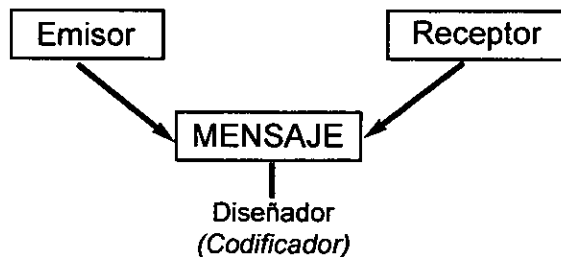 Emisor
Receptor
MENSAJE
Diseñador
(Codificador)